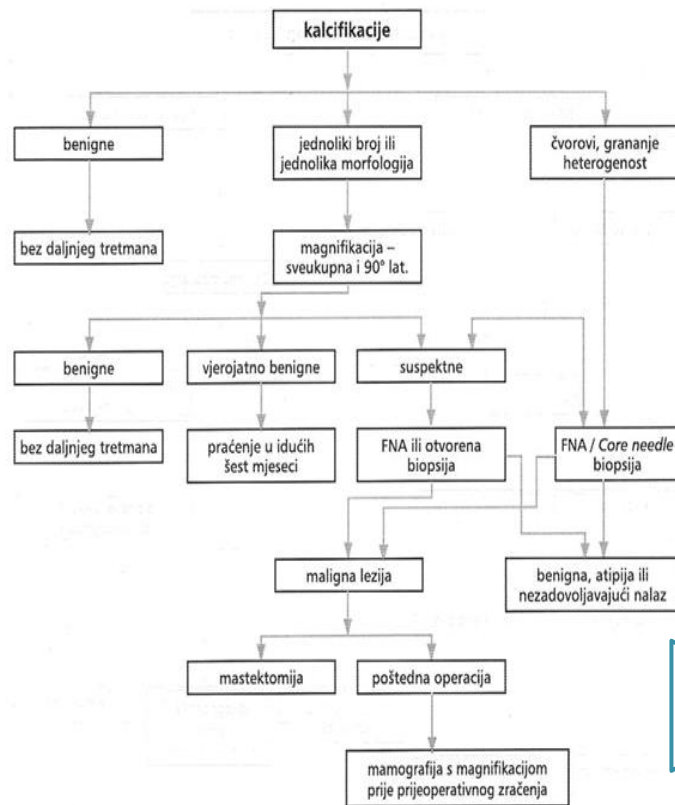 kalcifikacije
benigne
jednoliki broj ili
jednolika morfologija
čvorovi, grananje
heterogenost
bez daljnjeg tretmana
magnifikacija –
sveukupna i 90° lat.
benigne
vjerojatno benigne
suspektne
bez daljnjeg tretmana
praćenje u idućih
šest mjeseci
FNA ili otvorena
biopsija
FNA / Core needle
biopsija
maligna lezija
benigna, atipija ili
nezadovoljavajući nalaz
mastektomija
poštedna operacija
mamografija s magnifikacijom
prije prijeoperativnog zračenja